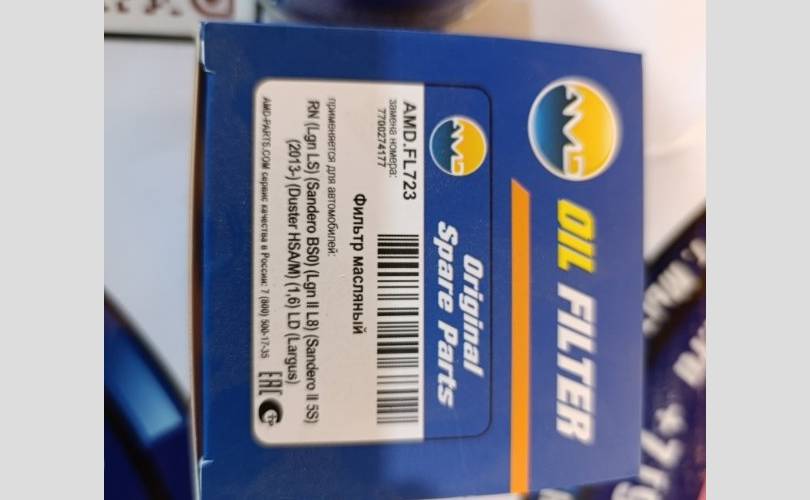 AMD
OIL FILTER
AMD
Original
Spare Parts
AMD.FL723
замена номера:
7700274177
Фильтр масляный
применяется для автомобилей:
RN (Lgn LS) (Sandero BS0) (Lgn II L8) (Sandero II 5S)
(2013-) (Duster HSA/M) (1,6) LD (Largus)
AMD-PARTS.COM сервис качества в России: 7 (800) 500-17-35
EAC